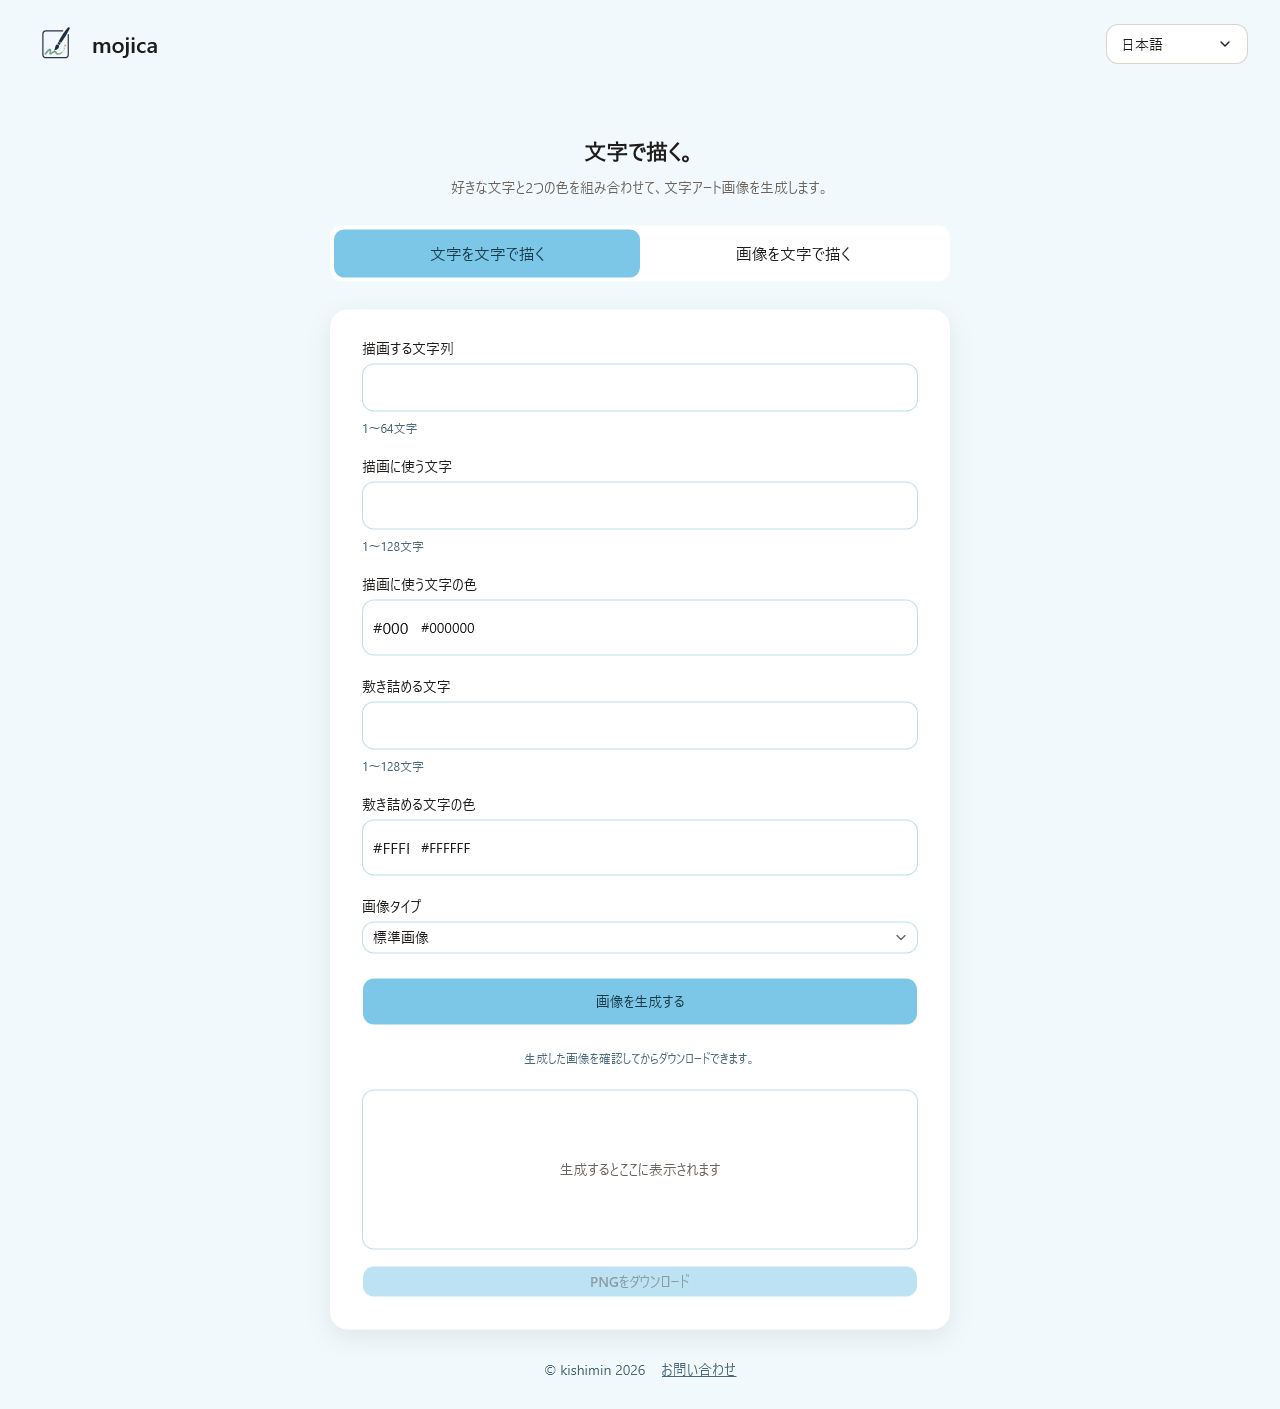 mojica
日本語
文字で描く。
好きな文字と2つの色を組み合わせて、文字アート画像を生成します。
文字を文字で描く
画像を文字で描く
描画する文字列
1〜64文字
描画に使う文字
1〜128文字
描画に使う文字の色
#000 #000000
敷き詰める文字
1〜128文字
敷き詰める文字の色
#FFF #FFFFFF
画像タイプ
標準画像
画像を生成する
生成した画像を確認してからダウンロードできます。
生成するとここに表示されます
PNGをダウンロード
© kishimin 2026 お問い合わせ